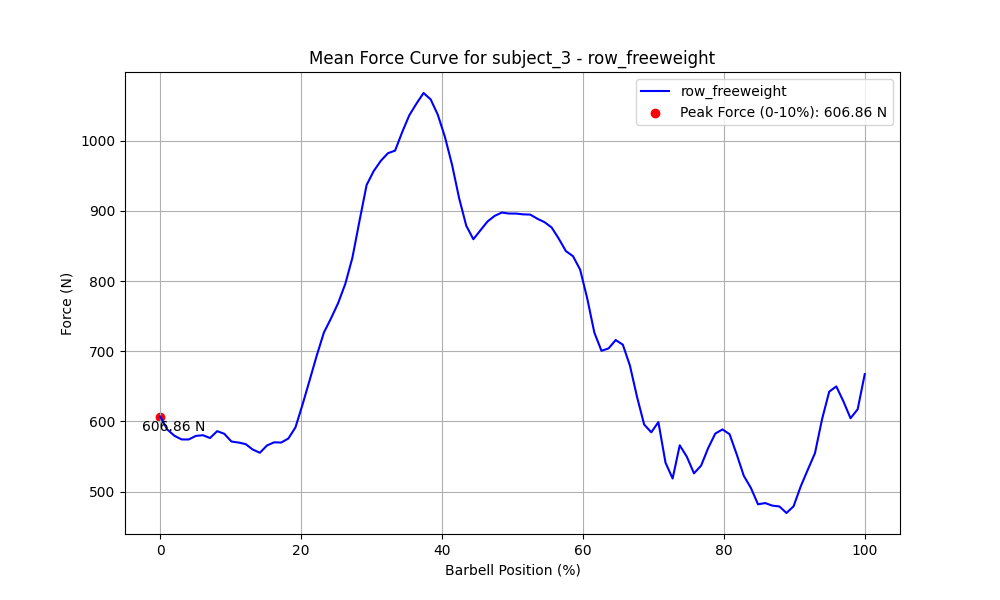 Mean Force Curve for subject_3 - row_freeweight
row_freeweight
Peak Force (0-10%): 606.86 N
1000
900
800
700
600
500
Force (N)
606.86 N
0
20
40
60
80
100
Barbell Position (%)